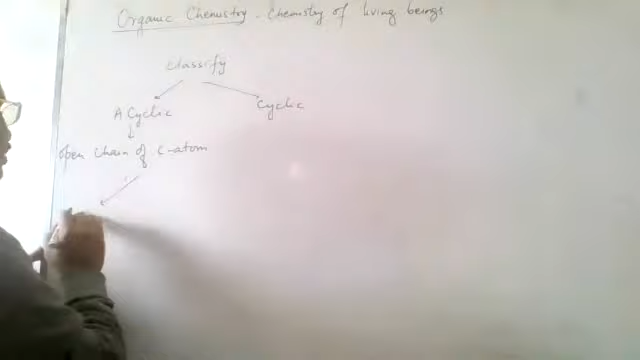 Organic Chemistry - Chemistry of living beings
Classify
A Cyclic
Cyclic
Open Chain of C-atom